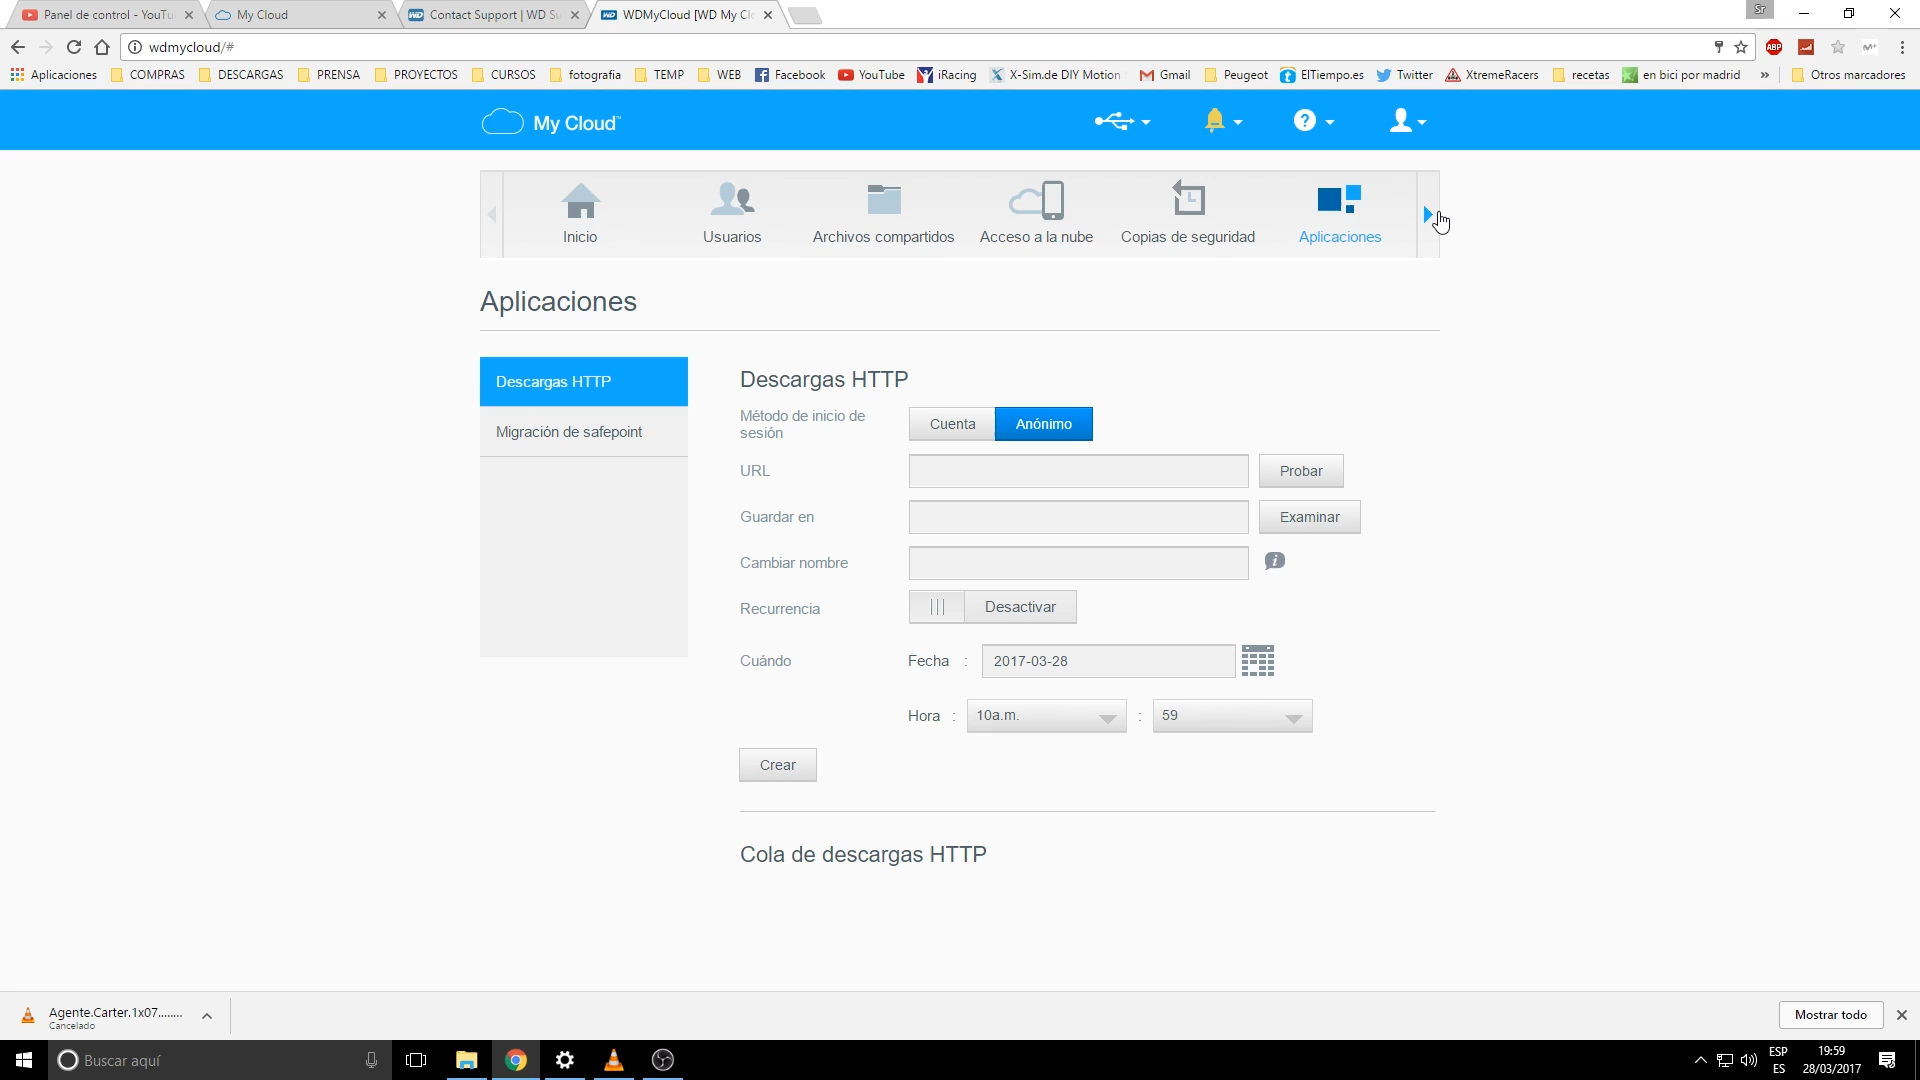 Panel de control - YouTu
My Cloud
Contact Support | WD Su
WDMyCloud [WD My Clo
Sr
wdmycloud/#
ABP
Aplicaciones
COMPRAS
DESCARGAS
PRENSA
PROYECTOS
CURSOS
fotografia
TEMP
WEB
Facebook
YouTube
iRacing
X-Sim.de DIY Motion
Gmail
Peugeot
ElTiempo.es
Twitter
XtremeRacers
recetas
en bici por madrid
»
Otros marcadores
My Cloud™
Inicio
Usuarios
Archivos compartidos
Acceso a la nube
Copias de seguridad
Aplicaciones
Aplicaciones
Descargas HTTP
Migración de safepoint
Descargas HTTP
Método de inicio de
sesión
Cuenta
Anónimo
URL
Probar
Guardar en
Examinar
Cambiar nombre
Recurrencia
Desactivar
Cuándo
Fecha :
2017-03-28
Hora :
10a.m.
:
59
Crear
Cola de descargas HTTP
Agente.Carter.1x07........
Cancelado
Mostrar todo
Buscar aquí
ESP
ES
19:59
28/03/2017